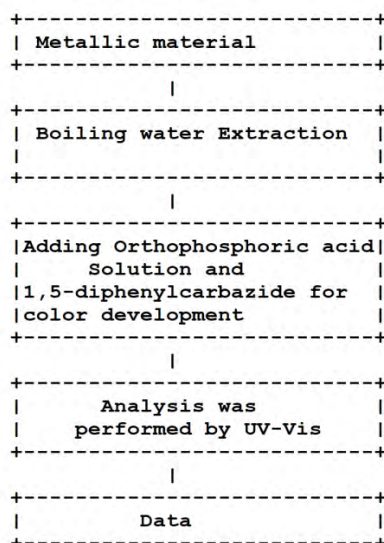 Metallic material
Boiling water Extraction
Adding Orthophosphoric acid
Solution and
1,5-diphenylcarbazide for
color development
Analysis was
performed by UV-Vis
Data